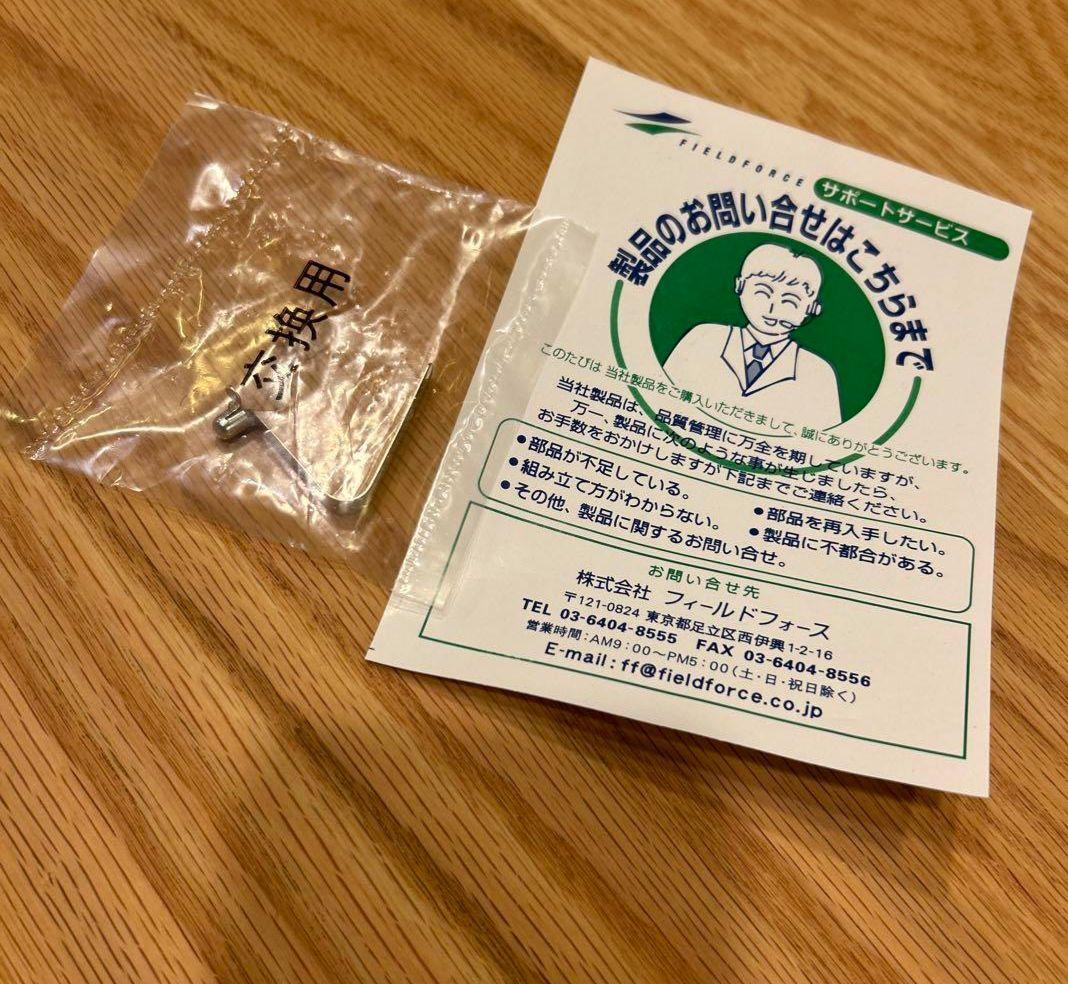 交換用
FIELDFORCE
サポートサービス
製品のお問い合せはこちらまで
このたびは 当社製品をご購入いただきまして、誠にありがとうございます。
当社製品は、品質管理に万全を期していますが、
万一、製品に次のような事が生じましたら、
お手数をおかけしますが下記までご連絡ください。
●部品が不足している。 ●部品を再入手したい。
●組み立て方がわからない。 ●製品に不都合がある。
●その他、製品に関するお問い合せ。
お問い合せ先
株式会社 フィールドフォース
〒121-0824 東京都足立区西伊興1-2-16
TEL 03-6404-8555 FAX 03-6404-8556
営業時間:AM9:00〜PM5:00(土・日・祝日除く)
E-mail:ff@fieldforce.co.jp